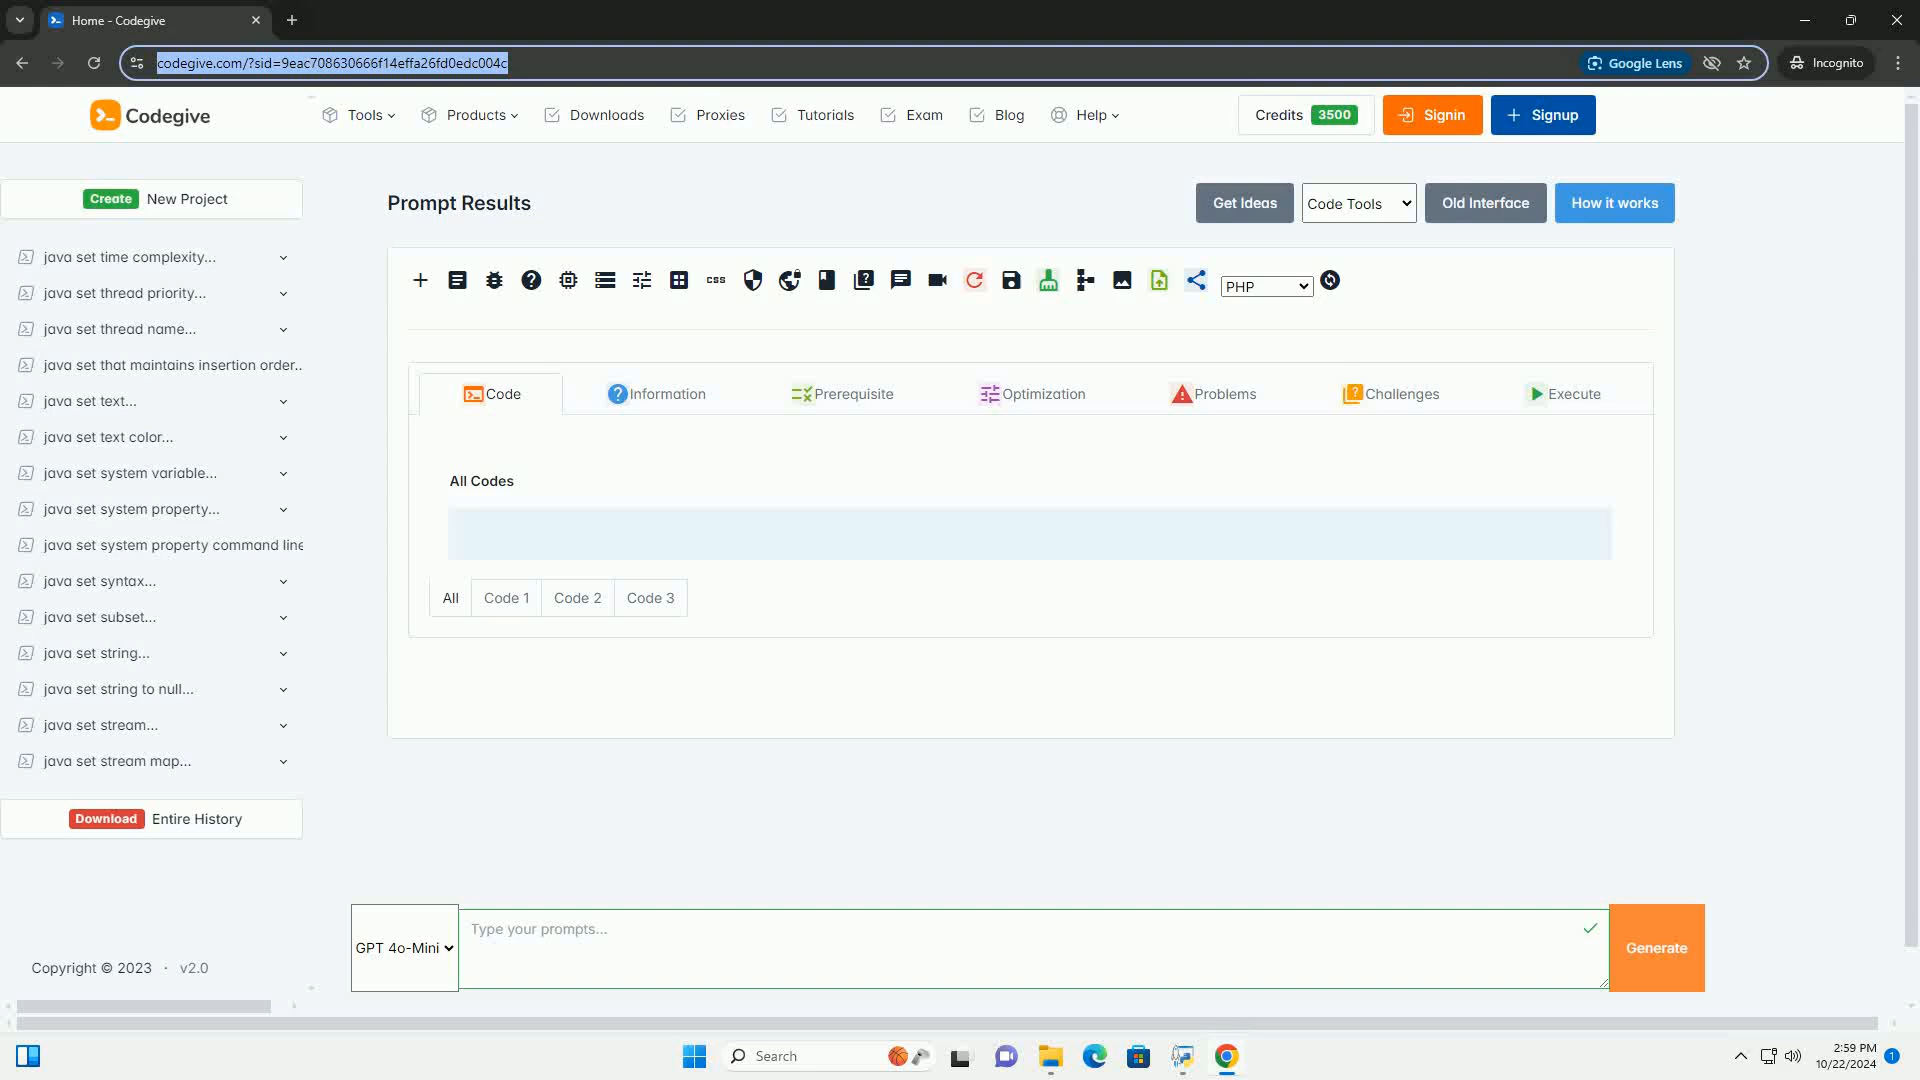 Home - Codegive
codegive.com/?sid=9eac708630666f14effa26fd0edc004c
Google Lens
Incognito
Codegive
Tools
Products
Downloads
Proxies
Tutorials
Exam
Blog
Help
Credits 3500
Signin
Signup
Create New Project
Prompt Results
Get Ideas
Code Tools
Old Interface
How it works
java set time complexity...
java set thread priority...
java set thread name...
java set that maintains insertion order..
java set text...
java set text color...
java set system variable...
java set system property...
java set system property command line
java set syntax...
java set subset...
java set string...
java set string to null...
java set stream...
java set stream map...
Download Entire History
css
PHP
Code
Information
Prerequisite
Optimization
Problems
Challenges
Execute
All Codes
All
Code 1
Code 2
Code 3
GPT 4o-Mini
Type your prompts...
Generate
Copyright © 2023 · v2.0
Search
2:59 PM
10/22/2024
1